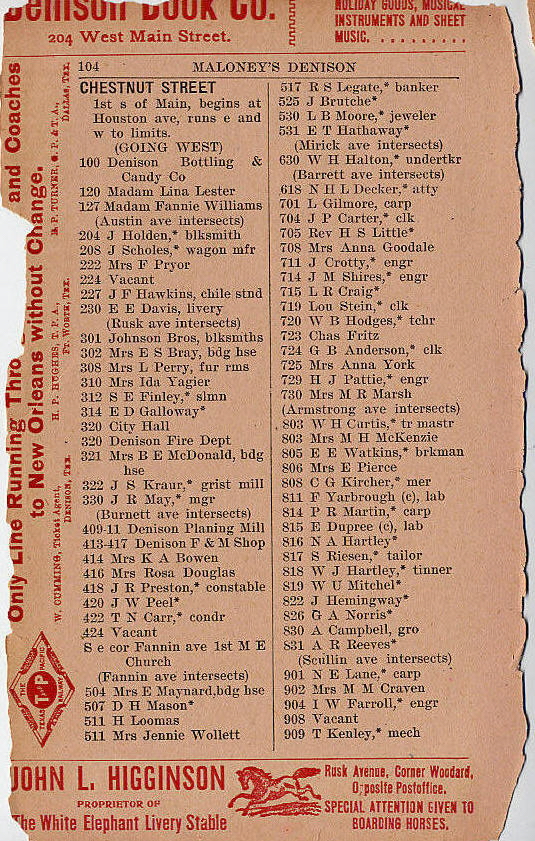 Denison Book Co.
204 West Main Street.
HOLIDAY GOODS, MUSICAL
INSTRUMENTS AND SHEET
MUSIC. . . . . . . . . .
Only Line Running Thro and Coaches
to New Orleans without Change.
W. CUMMING, Ticket Agent,
DENISON, TEX.
H. P. HUGHES, T. P. A.,
FT. WORTH, TEX.
E. P. TURNER, G. P. & T. A.,
DALLAS, TEX.
THE
TEXAS PACIFIC
T&P
RAILWAY
104 MALONEY'S DENISON
CHESTNUT STREET
1st s of Main, begins at
Houston ave, runs e and
w to limits.
(GOING WEST)
100 Denison Bottling &
Candy Co
120 Madam Lina Lester
127 Madam Fannie Williams
(Austin ave intersects)
204 J Holden,* blksmith
208 J Scholes,* wagon mfr
222 Mrs F Pryor
224 Vacant
227 J F Hawkins, chile stnd
230 E E Davis, livery
(Rusk ave intersects)
301 Johnson Bros, blksmths
302 Mrs E S Bray, bdg hse
308 Mrs L Perry, fur rms
310 Mrs Ida Yagier
312 S E Finley,* slmn
314 E D Galloway*
320 City Hall
320 Denison Fire Dept
321 Mrs B E McDonald, bdg
hse
322 J S Kraur,* grist mill
330 J R May,* mgr
(Burnett ave intersects)
409-11 Denison Planing Mill
413-417 Denison F & M Shop
414 Mrs K A Bowen
416 Mrs Rosa Douglas
418 J R Preston,* constable
420 J W Peel*
422 T N Carr,* condr
424 Vacant
S e cor Fannin ave 1st M E
Church
(Fannin ave intersects)
504 Mrs E Maynard,bdg hse
507 D H Mason*
511 H Loomas
511 Mrs Jennie Wollett
517 R S Legate,* banker
525 J Brutche*
530 L B Moore,* jeweler
531 E T Hathaway*
(Mirick ave intersects)
630 W H Halton,* undertkr
(Barrett ave intersects)
618 N H L Decker,* atty
701 L Gilmore, carp
704 J P Carter,* clk
705 Rev H S Little*
708 Mrs Anna Goodale
711 J Crotty,* engr
714 J M Shires,* engr
715 L R Craig*
719 Lou Stein,* clk
720 W B Hodges,* tchr
723 Chas Fritz
724 G B Anderson,* clk
725 Mrs Anna York
729 H J Pattie,* engr
730 Mrs M R Marsh
(Armstrong ave intersects)
803 W H Curtis,* tr mastr
803 Mrs M H McKenzie
805 E E Watkins,* brkman
806 Mrs E Pierce
808 C G Kircher,* mer
811 F Yarbrough (c), lab
814 P R Martin,* carp
815 E Dupree (c), lab
816 N A Hartley*
817 S Riesen,* tailor
818 W J Hartley,* tinner
819 W U Mitchel*
822 J Hemingway*
826 G A Norris*
830 A Campbell, gro
831 A R Reeves*
(Scullin ave intersects)
901 N E Lane,* carp
902 Mrs M M Craven
904 I W Farroll,* engr
908 Vacant
909 T Kenley,* mech
JOHN L. HIGGINSON
PROPRIETOR OF
The White Elephant Livery Stable
Rusk Avenue, Corner Woodard,
Opposite Postoffice.
SPECIAL ATTENTION GIVEN TO
BOARDING HORSES.